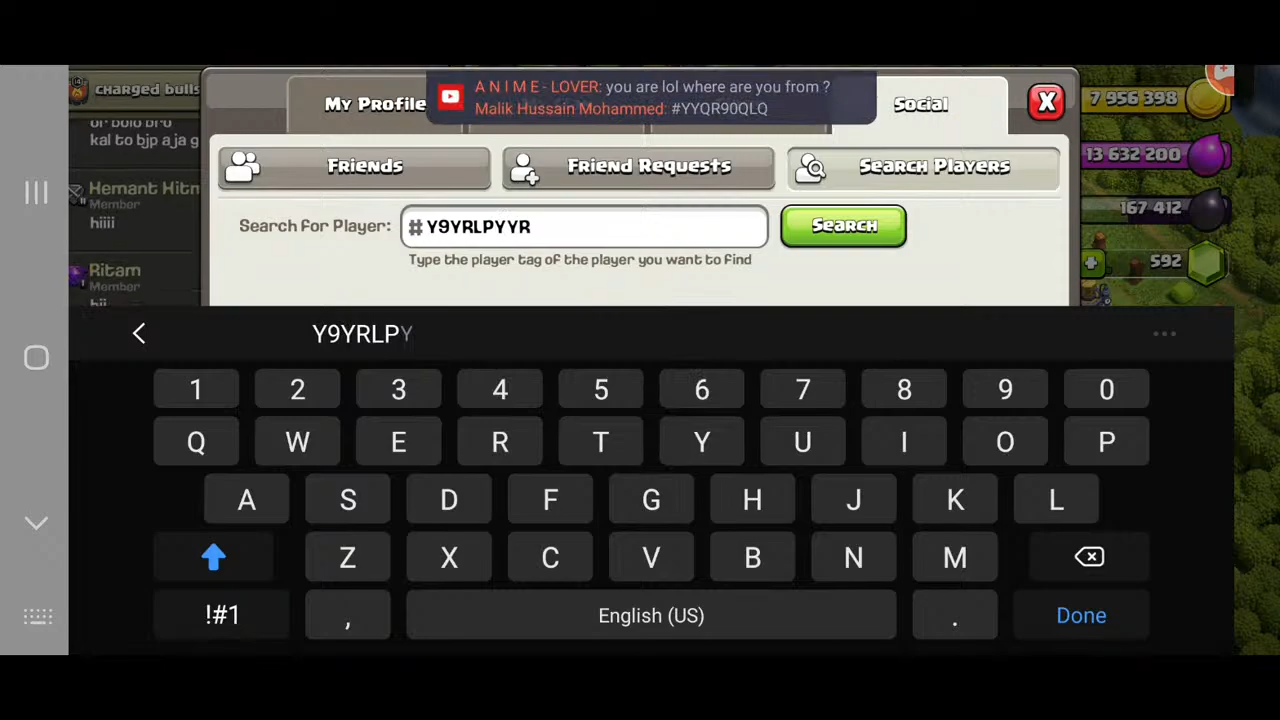 charged bulls
or bolo bro
kal to bjp aja g
Hemant Hitm
Member
hiiii
Ritam
Member
hii
A N I M E - LOVER: you are lol where are you from ?
Malik Hussain Mohammed: #YYQR90QLQ
My Profile
Social
X
7 956 398
13 632 200
167 412
592
Friends
Friend Requests
Search Players
Search for Player:
# Y9YRLPYYR
Search
Type the player tag of the player you want to find
Y9YRLPY
1 2 3 4 5 6 7 8 9 0
Q W E R T Y U I O P
A S D F G H J K L
Z X C V B N M
!#1 , English (US) . Done